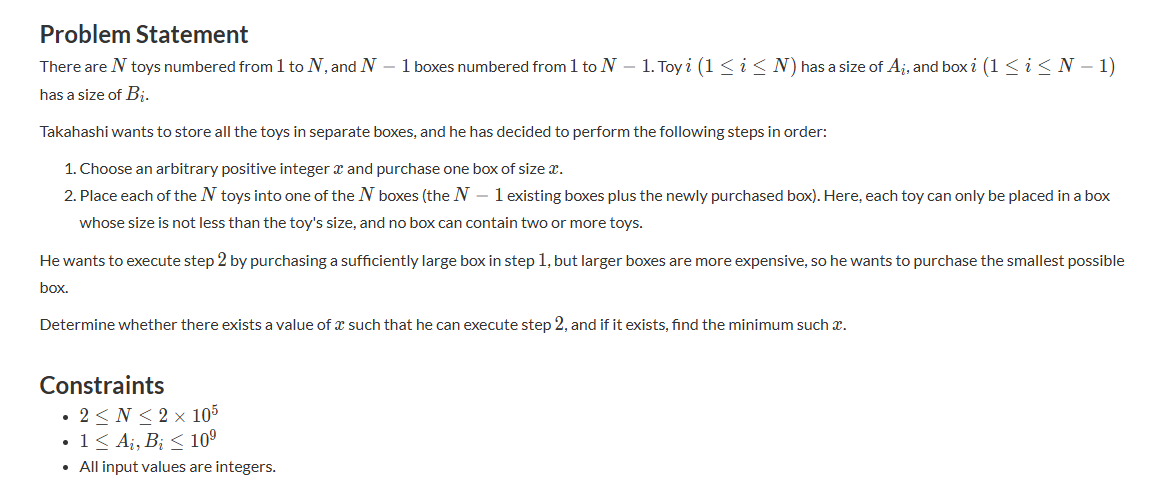 Problem Statement
There are N toys numbered from 1 to N, and N − 1 boxes numbered from 1 to N − 1. Toy i (1 ≤ i ≤ N) has a size of A_i, and box i (1 ≤ i ≤ N − 1)
has a size of B_i.
Takahashi wants to store all the toys in separate boxes, and he has decided to perform the following steps in order:
1. Choose an arbitrary positive integer x and purchase one box of size x.
2. Place each of the N toys into one of the N boxes (the N − 1 existing boxes plus the newly purchased box). Here, each toy can only be placed in a box
whose size is not less than the toy's size, and no box can contain two or more toys.
He wants to execute step 2 by purchasing a sufficiently large box in step 1, but larger boxes are more expensive, so he wants to purchase the smallest possible
box.
Determine whether there exists a value of x such that he can execute step 2, and if it exists, find the minimum such x.
Constraints
• 2 ≤ N ≤ 2 × 10^5
• 1 ≤ A_i, B_i ≤ 10^9
• All input values are integers.